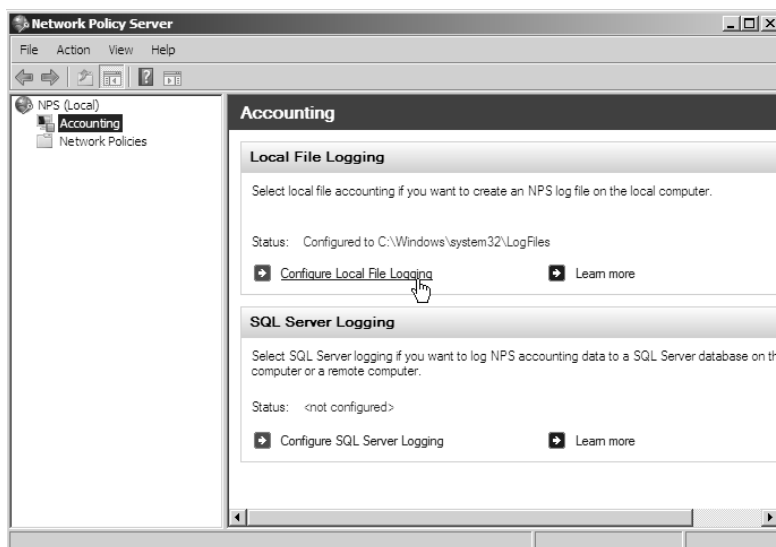 Network Policy Server
File Action View Help
NPS (Local)
Accounting
Network Policies
Accounting
Local File Logging
Select local file accounting if you want to create an NPS log file on the local computer.
Status: Configured to C:\Windows\system32\LogFiles
Configure Local File Logging Learn more
SQL Server Logging
Select SQL Server logging if you want to log NPS accounting data to a SQL Server database on th
computer or a remote computer.
Status: <not configured>
Configure SQL Server Logging Learn more